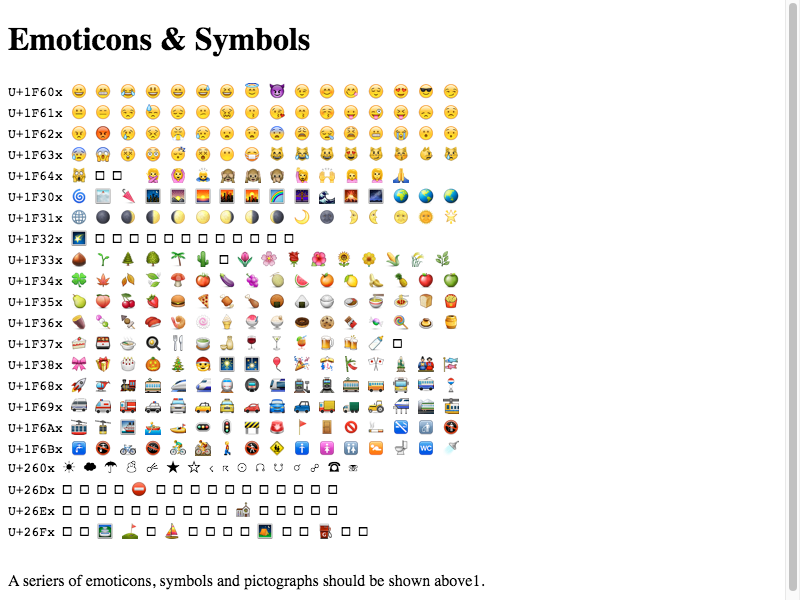 Emoticons & Symbols
U+1F60x
U+1F61x
U+1F62x
U+1F63x
U+1F64x
U+1F30x
U+1F31x
U+1F32x
U+1F33x
U+1F34x
U+1F35x
U+1F36x
U+1F37x
U+1F38x
U+1F68x
U+1F69x
U+1F6Ax
U+1F6Bx
U+260x
U+26Dx
U+26Ex
U+26Fx
A seriers of emoticons, symbols and pictographs should be shown above1.